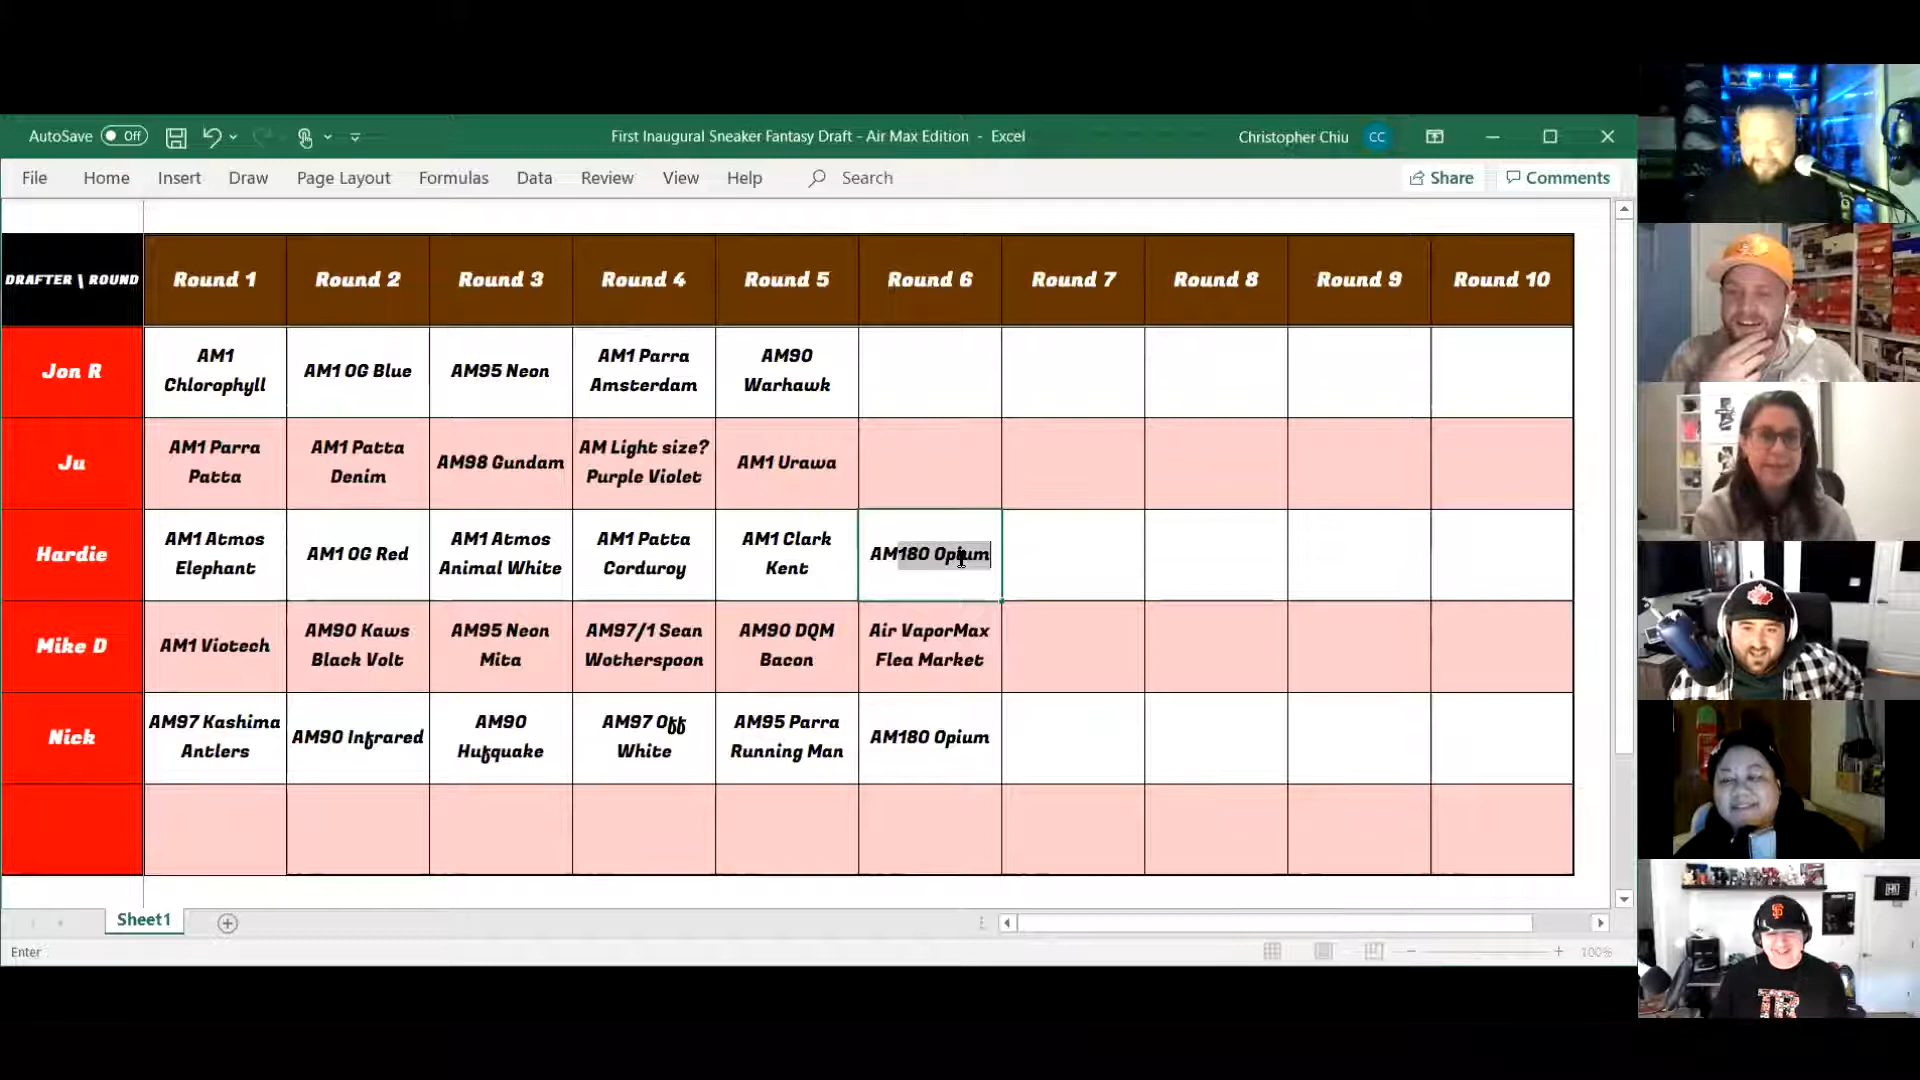 AutoSave Off
First Inaugural Sneaker Fantasy Draft - Air Max Edition - Excel
Christopher Chiu CC
File Home Insert Draw Page Layout Formulas Data Review View Help Search Share Comments
DRAFTER \ ROUND Round 1 Round 2 Round 3 Round 4 Round 5 Round 6 Round 7 Round 8 Round 9 Round 10
Jon R
AM1
Chlorophyll
AM1 OG Blue
AM95 Neon
AM1 Parra
Amsterdam
AM90
Warhawk
Ju
AM1 Parra
Patta
AM1 Patta
Denim
AM98 Gundam
AM Light size?
Purple Violet
AM1 Urawa
Hardie
AM1 Atmos
Elephant
AM1 OG Red
AM1 Atmos
Animal White
AM1 Patta
Corduroy
AM1 Clark
Kent
AM180 Opium
Mike D
AM1 Viotech
AM90 Kaws
Black Volt
AM95 Neon
Mita
AM97/1 Sean
Wotherspoon
AM90 DQM
Bacon
Air VaporMax
Flea Market
Nick
AM97 Kashima
Antlers
AM90 Infrared
AM90
Hufquake
AM97 Off
White
AM95 Parra
Running Man
AM180 Opium
Sheet1
Enter
100%